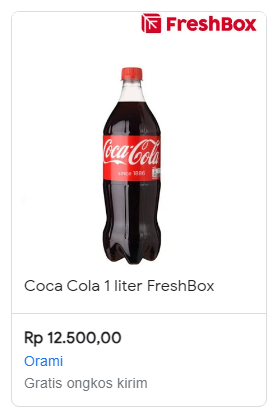 FreshBox
Coca-Cola
since 1886
Coca Cola 1 liter FreshBox
Rp 12.500,00
Orami
Gratis ongkos kirim